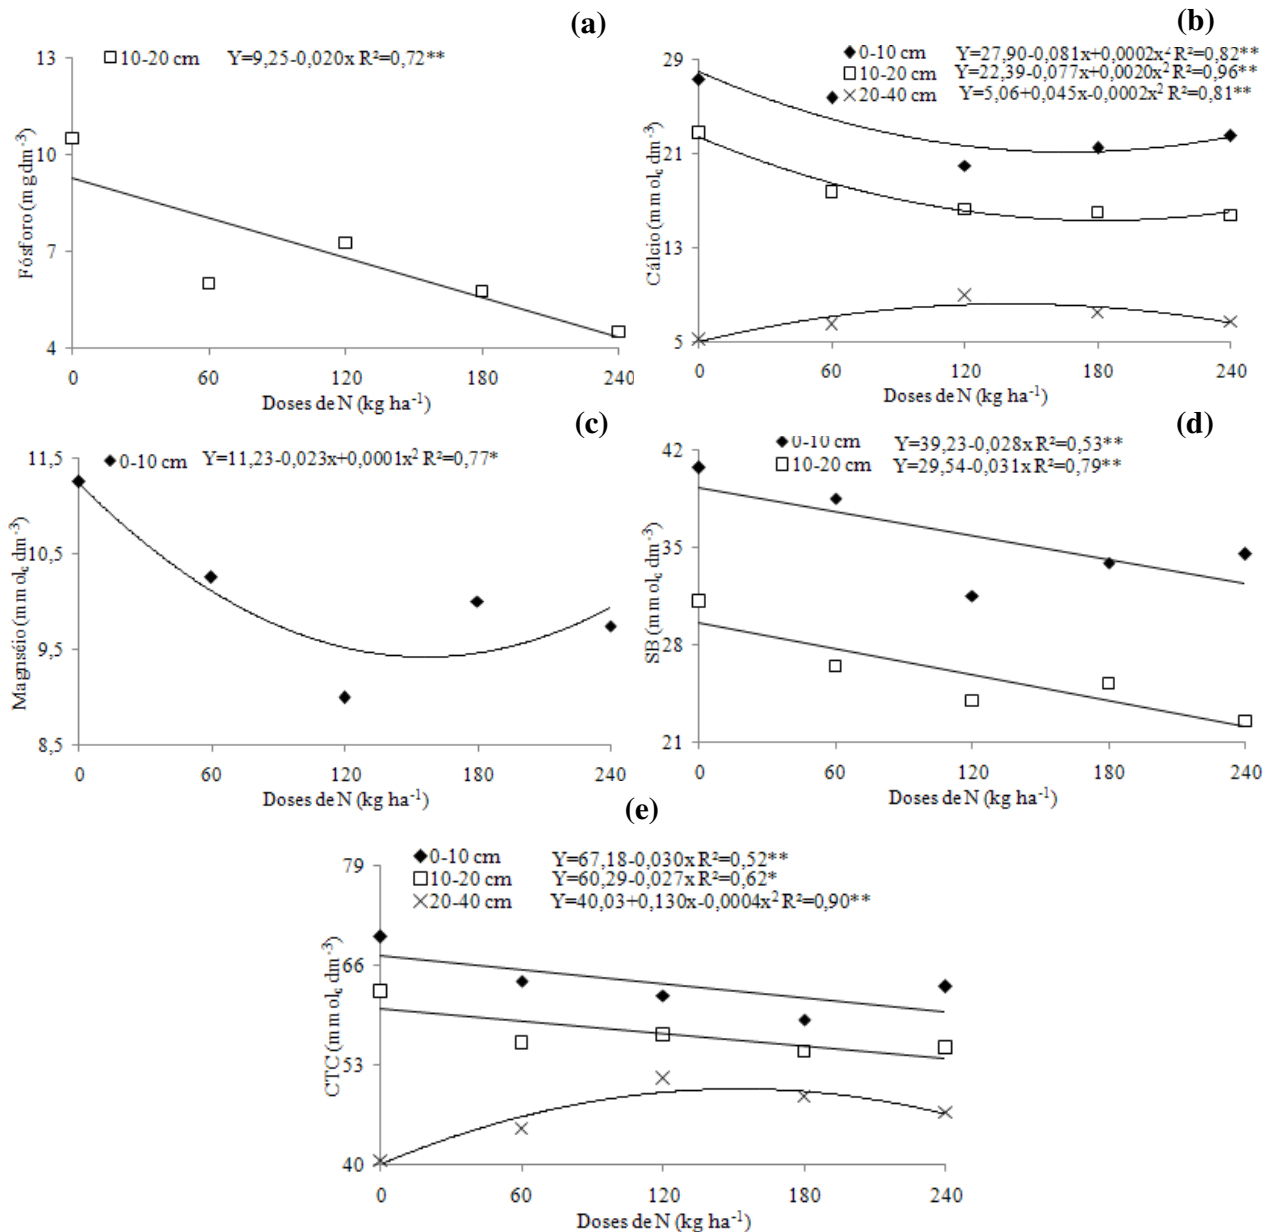 (a)
10-20 cm Y=9,25-0,020x R²=0,72**
13
10
7
4
Fósforo (mg dm-3)
0 60 120 180 240
Doses de N (kg ha-1)
(b)
0-10 cm Y=27,90-0,081x+0,0002x² R²=0,82**
10-20 cm Y=22,39-0,077x+0,0020x² R²=0,96**
20-40 cm Y=5,06+0,045x-0,0002x² R²=0,81**
29
21
13
5
Cálcio (mmolc dm-3)
0 60 120 180 240
Doses de N (kg ha-1)
(c)
0-10 cm Y=11,23-0,023x+0,0001x² R²=0,77*
11,5
10,5
9,5
8,5
Magnséio (mmolc dm-3)
0 60 120 180 240
Doses de N (kg ha-1)
(d)
0-10 cm Y=39,23-0,028x R²=0,53**
10-20 cm Y=29,54-0,031x R²=0,79**
42
35
28
21
SB (mmolc dm-3)
0 60 120 180 240
Doses de N (kg ha-1)
(e)
0-10 cm Y=67,18-0,030x R²=0,52**
10-20 cm Y=60,29-0,027x R²=0,62*
20-40 cm Y=40,03+0,130x-0,0004x² R²=0,90**
79
66
53
40
CTC (mmolc dm-3)
0 60 120 180 240
Doses de N (kg ha-1)